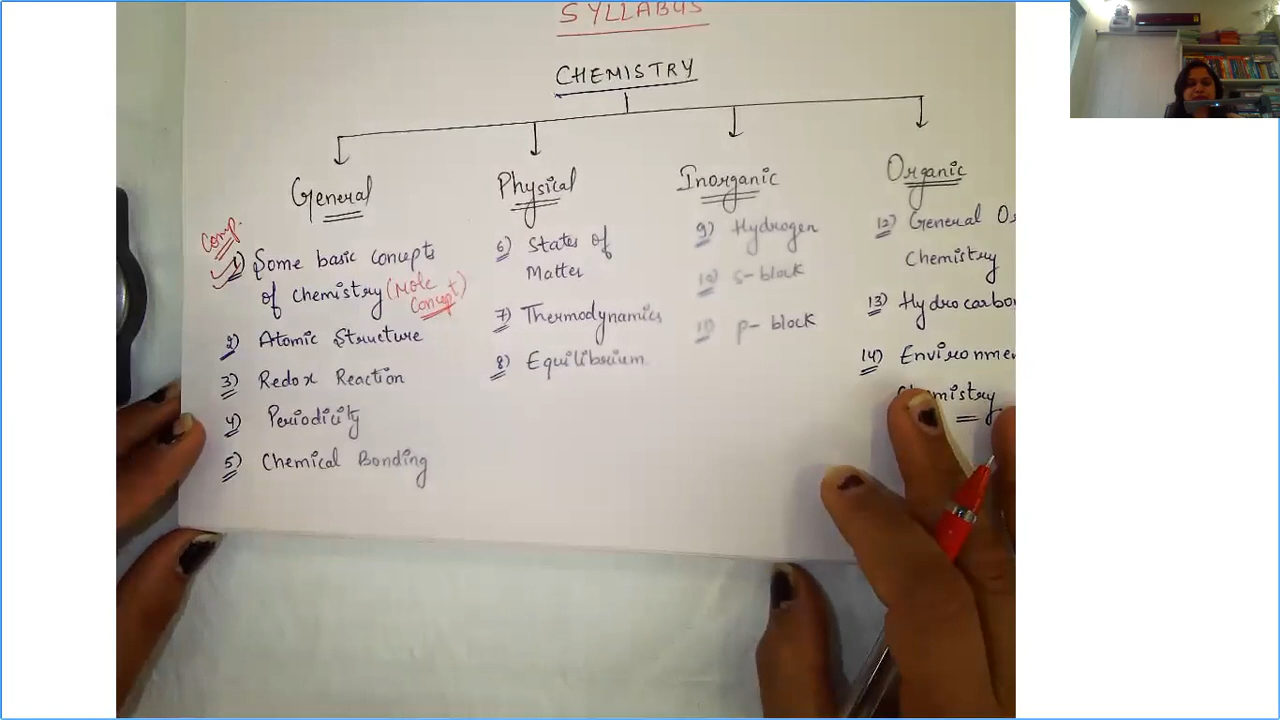 SYLLABUS
CHEMISTRY
General
Comp.
1) Some basic concepts
of chemistry (Mole
Concept)
2) Atomic Structure
3) Redox Reaction
4) Periodicity
5) Chemical Bonding
Physical
6) States of
Matter
7) Thermodynamics
8) Equilibrium
Inorganic
9) Hydrogen
10) s-block
11) p-block
Organic
12) General
Chemistry
13) Hydrocarbo
14) Environme